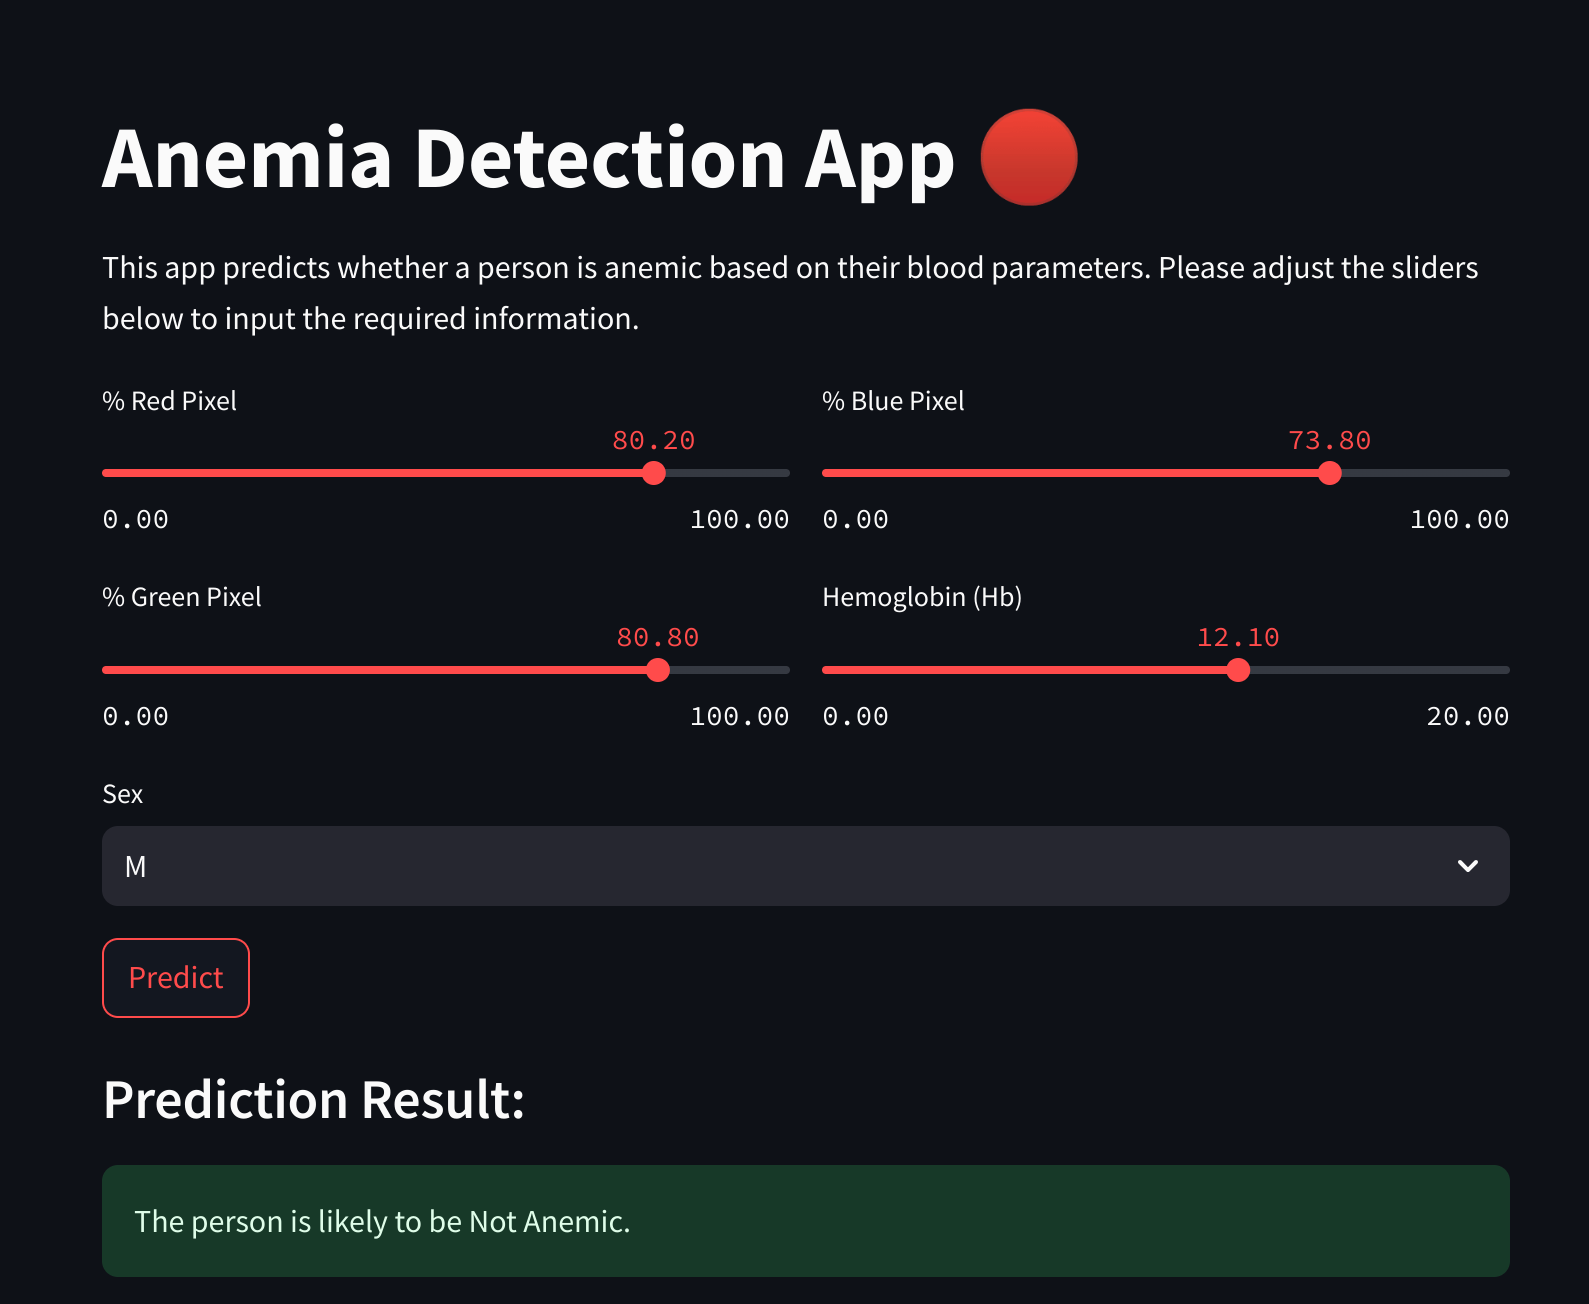 Anemia Detection App
This app predicts whether a person is anemic based on their blood parameters. Please adjust the sliders
below to input the required information.
% Red Pixel
80.20
0.00 100.00
% Blue Pixel
73.80
0.00 100.00
% Green Pixel
80.80
0.00 100.00
Hemoglobin (Hb)
12.10
0.00 20.00
Sex
M
Predict
Prediction Result:
The person is likely to be Not Anemic.